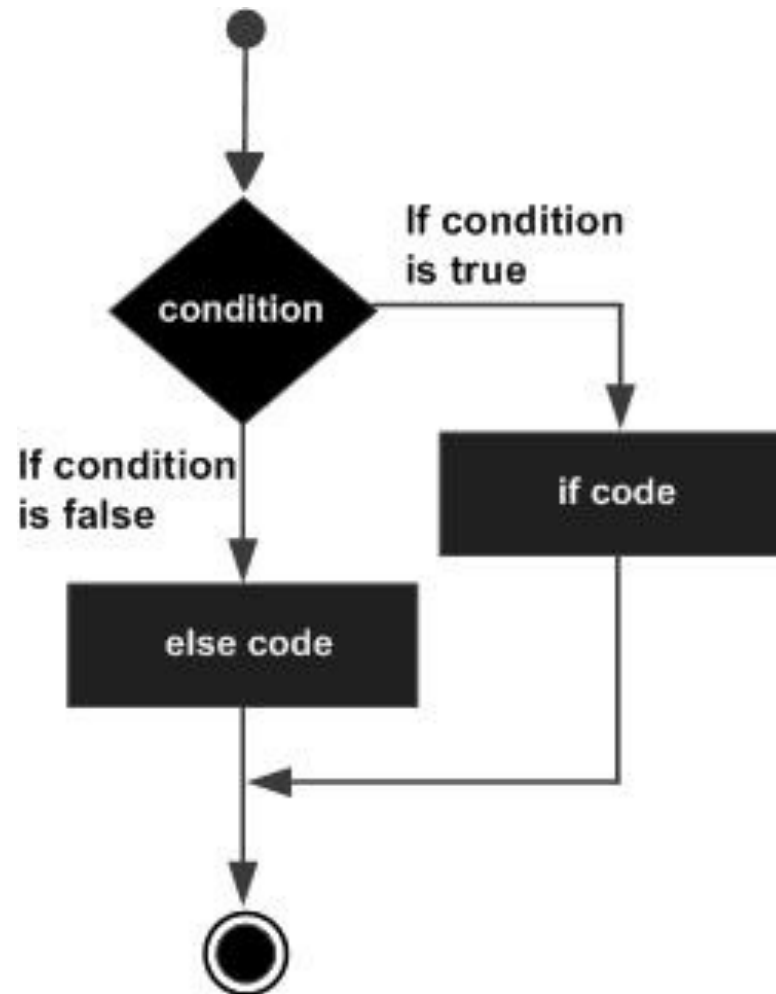 If condition
is true
condition
If condition
is false
if code
else code